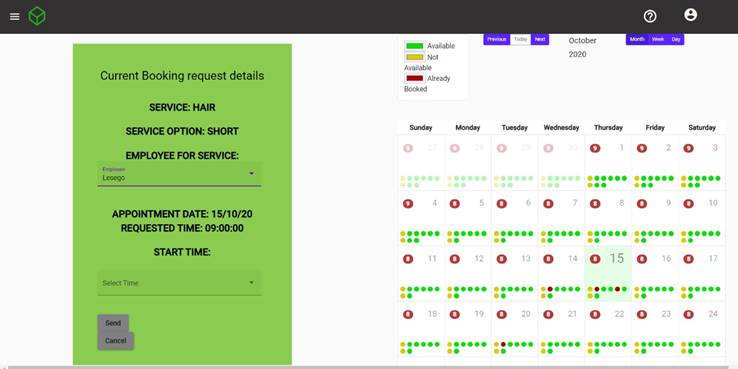 Current Booking request details
SERVICE: HAIR
SERVICE OPTION: SHORT
EMPLOYEE FOR SERVICE:
Employee
Lesego
APPOINTMENT DATE: 15/10/20
REQUESTED TIME: 09:00:00
START TIME:
Select Time
Send
Cancel
Available
Not
Available
Already
Booked
Previous Today Next
October
2020
Month Week Day
Sunday Monday Tuesday Wednesday Thursday Friday Saturday
9 27 8 28 8 29 8 30 9 1 9 2 9 3
9 4 8 5 8 6 8 7 8 8 8 9 8 10
8 11 8 12 8 13 8 14 8 15 8 16 8 17
8 18 8 19 8 20 8 21 8 22 8 23 8 24